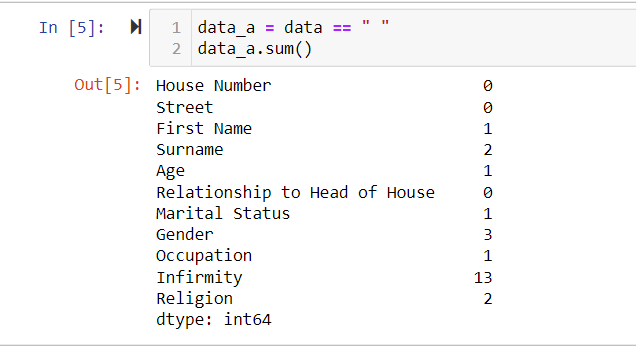 In [5]: 1 data_a = data == " "
2 data_a.sum()
Out[5]: House Number 0
Street 0
First Name 1
Surname 2
Age 1
Relationship to Head of House 0
Marital Status 1
Gender 3
Occupation 1
Infirmity 13
Religion 2
dtype: int64